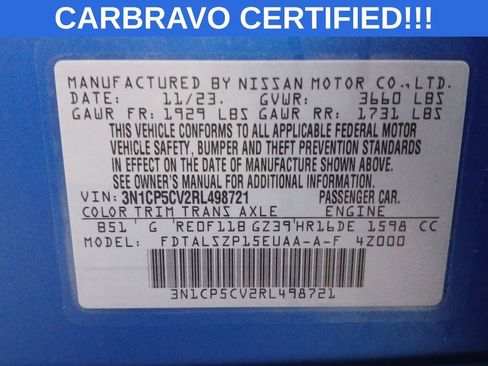 CARBRAVO CERTIFIED!!!
MANUFACTURED BY NISSAN MOTOR CO., LTD.
DATE: 11/23. GVWR: 3660 LBS
GAWR FR: 1929 LBS GAWR RR: 1731 LBS
THIS VEHICLE CONFORMS TO ALL APPLICABLE FEDERAL MOTOR
VEHICLE SAFETY, BUMPER AND THEFT PREVENTION STANDARDS
IN EFFECT ON THE DATE OF MANUFACTURE SHOWN ABOVE.
SEE OWNER'S MANUAL FOR ADDITIONAL INFORMATION.
VIN: 3N1CP5CV2RL498721 PASSENGER CAR.
COLOR TRIM TRANS AXLE ENGINE
B51 G RE0F11B GZ39 HR16DE 1598 CC
MODEL: FDTALSZP15EUAA-A-F 4Z000
3N1CP5CV2RL498721